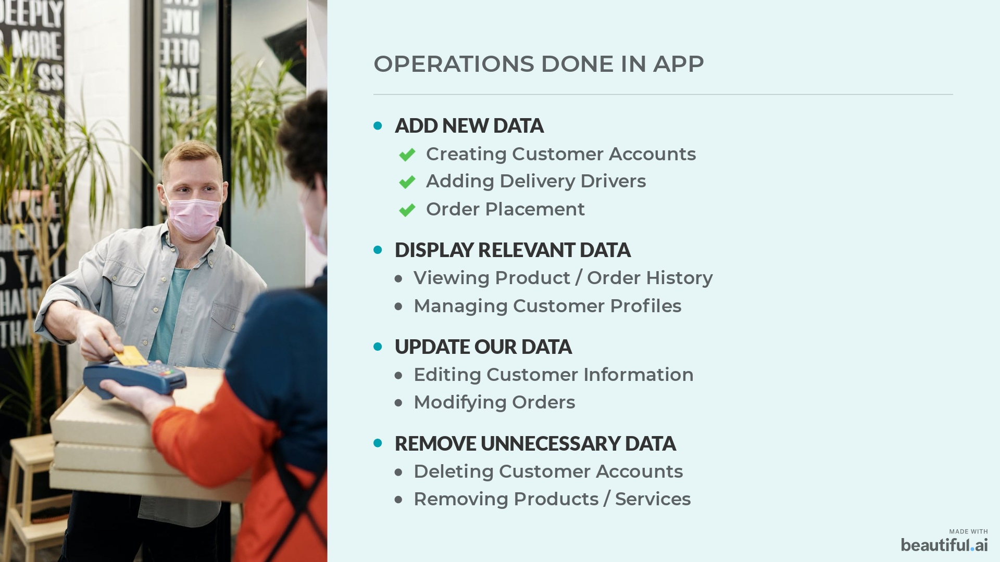 DEEPLY
MORE
LOVE
OPERATIONS DONE IN APP
ADD NEW DATA
Creating Customer Accounts
Adding Delivery Drivers
Order Placement
DISPLAY RELEVANT DATA
Viewing Product / Order History
Managing Customer Profiles
UPDATE OUR DATA
Editing Customer Information
Modifying Orders
REMOVE UNNECESSARY DATA
Deleting Customer Accounts
Removing Products / Services
MADE WITH
beautiful.ai